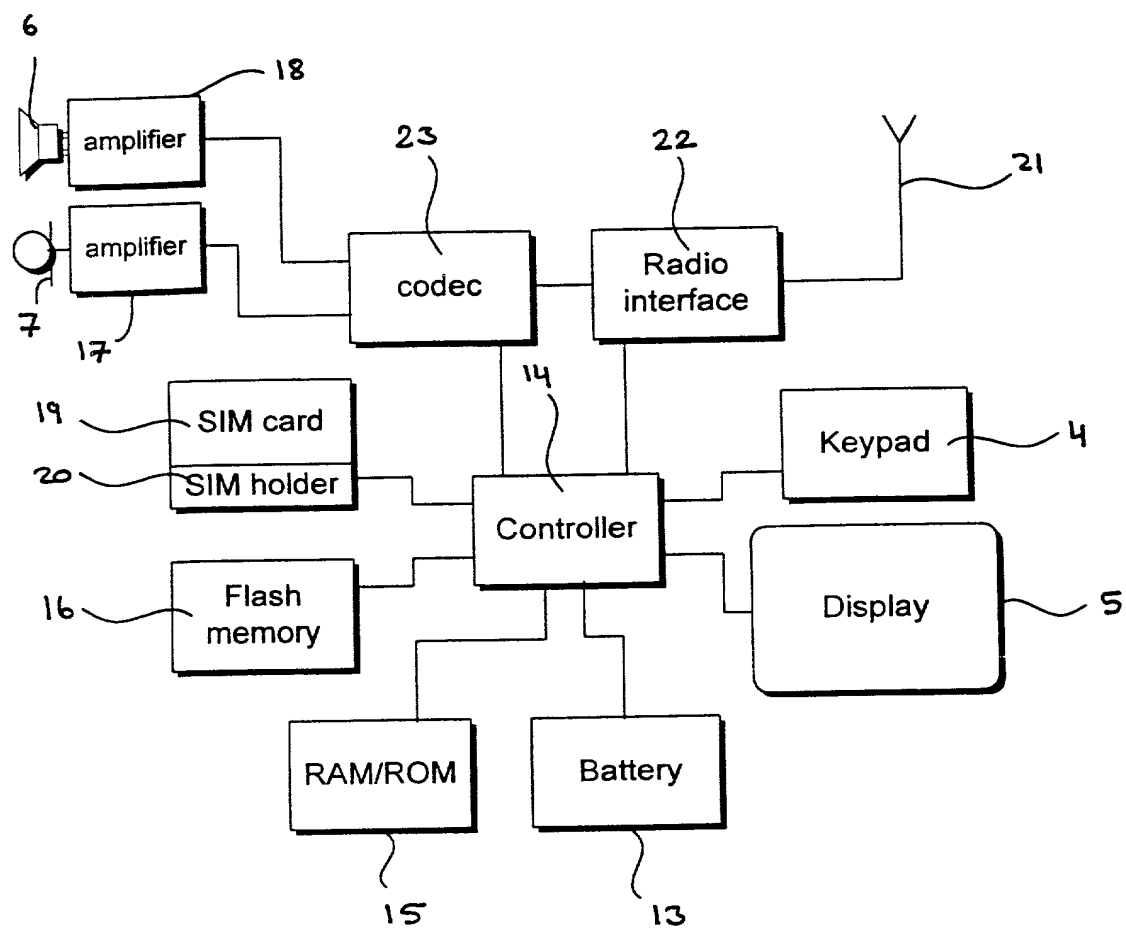 6
18
amplifier
23
22
21
amplifier
codec
Radio
interface
7
17
14
19
SIM card
Keypad
4
20
SIM holder
Controller
16
Flash
memory
Display
5
RAM/ROM
Battery
15
13